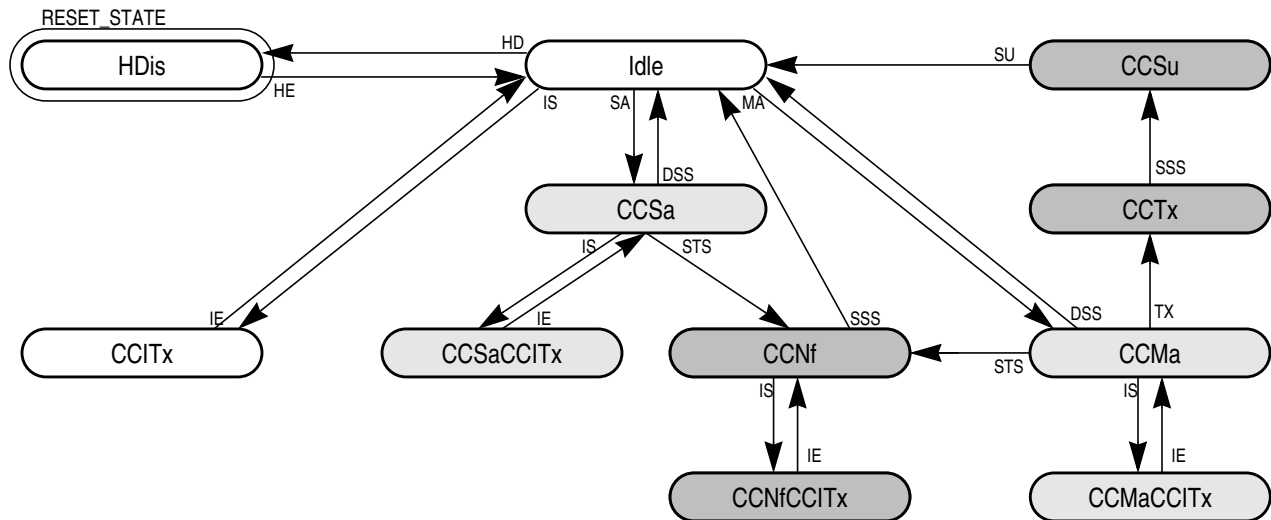 RESET_STATE
HDis
HD
Idle
SU
CCSu
HE
IS
SA
MA
DSS
SSS
CCSa
CCTx
IS
STS
IE
IE
SSS
DSS
TX
CCITx
CCSaCCITx
CCNf
STS
CCMa
IS
IS
IE
IE
CCNfCCITx
CCMaCCITx